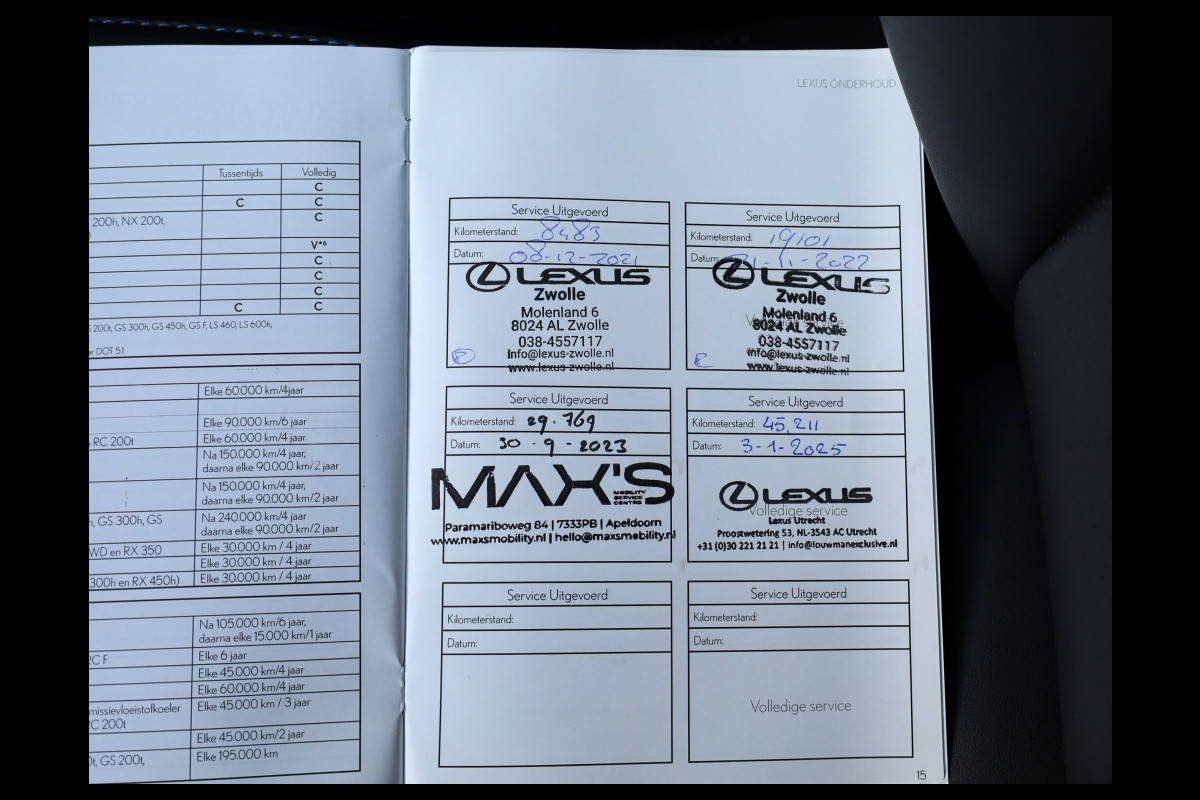 LEXUS ONDERHOUD
Tussentijds Volledig
C
C C
200h, NX 200t, C
V*6
C
C
C
C C
200t, GS 300h, GS 450h, GS F, LS 460, LS 600h,
DOT 5.1
Elke 60.000 km/4 jaar
Elke 90.000 km/6 jaar
RC 200t Elke 60.000 km/4 jaar
Na 150.000 km/4 jaar,
daarna elke 90.000 km/2 jaar
Na 150.000 km/4 jaar,
daarna elke 90.000 km/2 jaar
GS 300h, GS Na 240.000 km/4 jaar
daarna elke 90.000 km/2 jaar
WD en RX 350 Elke 30.000 km / 4 jaar
Elke 30.000 km / 4 jaar
300h en RX 450h) Elke 30.000 km / 4 jaar
Na 105.000 km/6 jaar,
daarna elke 15.000 km/1 jaar
RC F Elke 6 jaar
Elke 45.000 km/4 jaar
Elke 60.000 km/4 jaar
missievloeistofkoeler Elke 45.000 km / 3 jaar
RC 200t
Elke 45.000 km/2 jaar
GS 200t, Elke 195.000 km
Service Uitgevoerd
Kilometerstand: 8483
Datum: 08-12-2021
LEXUS
Zwolle
Molenland 6
8024 AL Zwolle
038-4557117
Info@lexus-zwolle.nl
www.lexus-zwolle.nl
Service Uitgevoerd
Kilometerstand: 19101
Datum: 21-11-2022
LEXUS
Zwolle
Molenland 6
8024 AL Zwolle
038-4557117
Info@lexus-zwolle.nl
www.lexus-zwolle.nl
Service Uitgevoerd
Kilometerstand: 29.769
Datum: 30-9-2023
MAX'S
MOBILITY
SERVICE
CENTRE
Paramariboweg 84 | 7333PB | Apeldoorn
www.maxsmobility.nl | hello@maxsmobility.nl
Service Uitgevoerd
Kilometerstand: 45,211
Datum: 3-1-2025
LEXUS
Volledige service
Lexus Utrecht
Proostwetering 53, NL-3543 AC Utrecht
+31 (0)30 221 21 21 | info@louwmanexclusive.nl
Service Uitgevoerd
Kilometerstand:
Datum:
Service Uitgevoerd
Kilometerstand:
Datum:
Volledige service
15